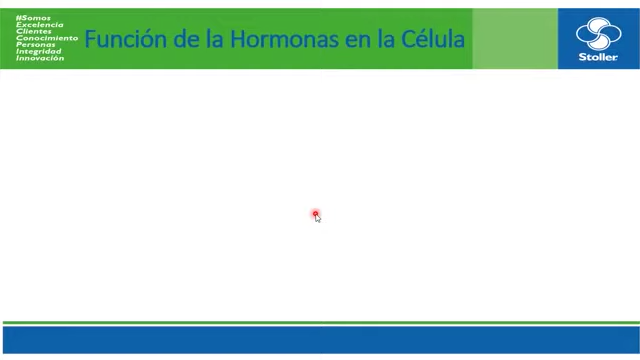 #Somos
Excelencia
Clientes
Conocimiento
Personas
Integridad
Innovación
Función de la Hormonas en la Célula
Stoller